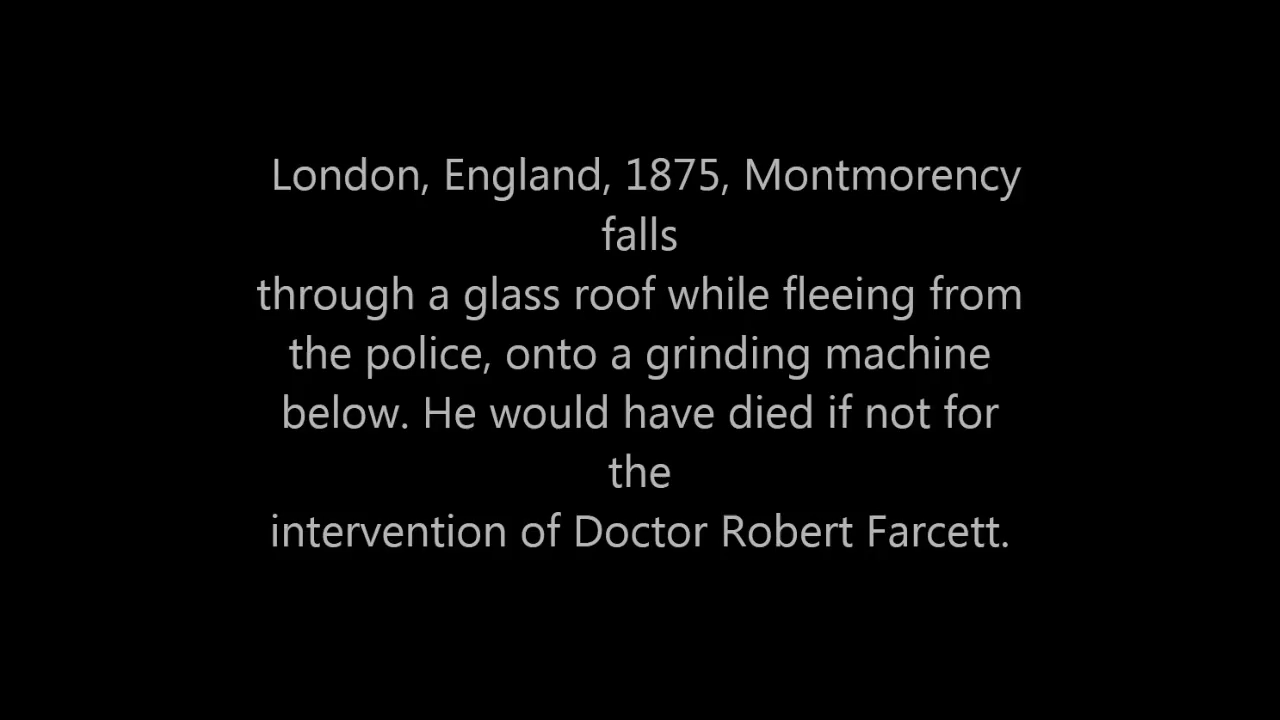 London, England, 1875, Montmorency
falls
through a glass roof while fleeing from
the police, onto a grinding machine
below. He would have died if not for
the
intervention of Doctor Robert Farcett.